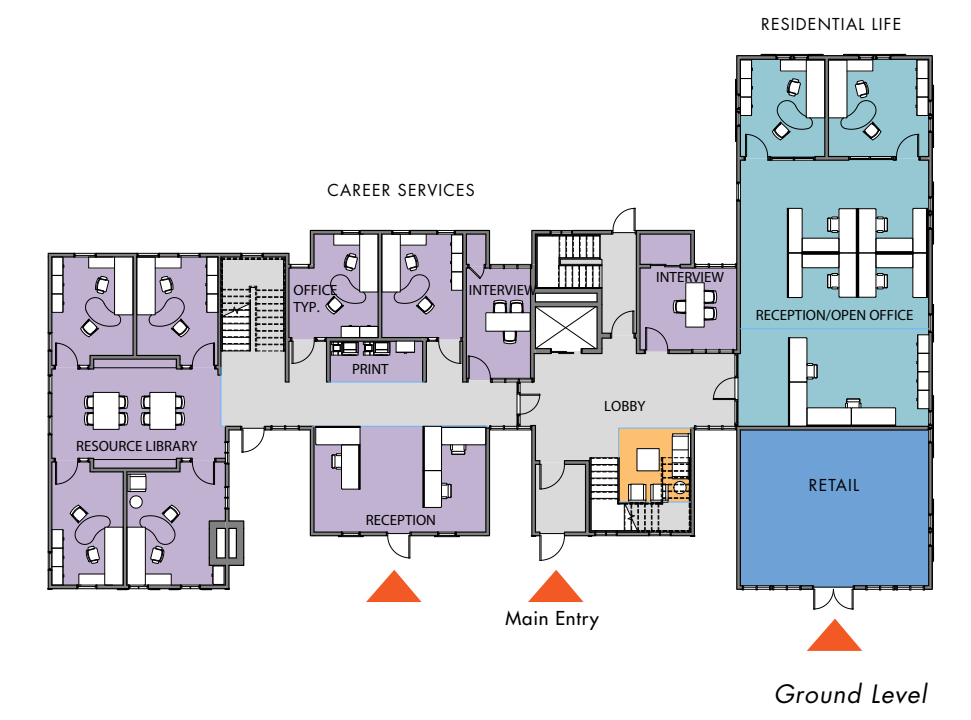 RESIDENTIAL LIFE
CAREER SERVICES
OFFICE
TYP.
INTERVIEW
INTERVIEW
RECEPTION/OPEN OFFICE
PRINT
LOBBY
RESOURCE LIBRARY
RETAIL
RECEPTION
Main Entry
Ground Level